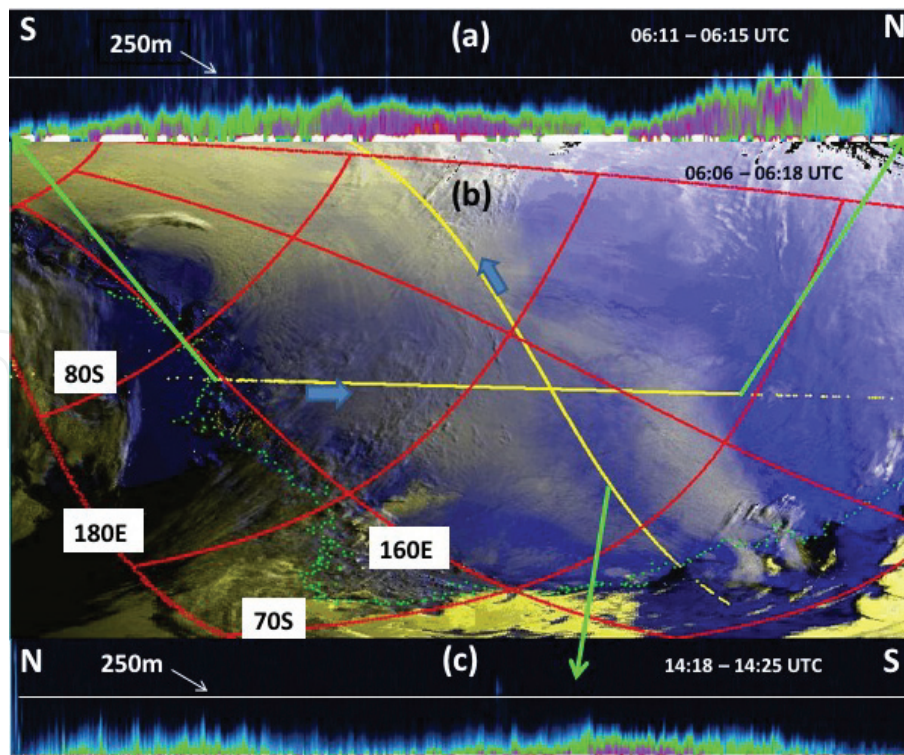 S (a) 06:11 – 06:15 UTC N
250m
06:06 – 06:18 UTC
(b)
80S
180E
160E
70S
N 250m (c) 14:18 – 14:25 UTC S